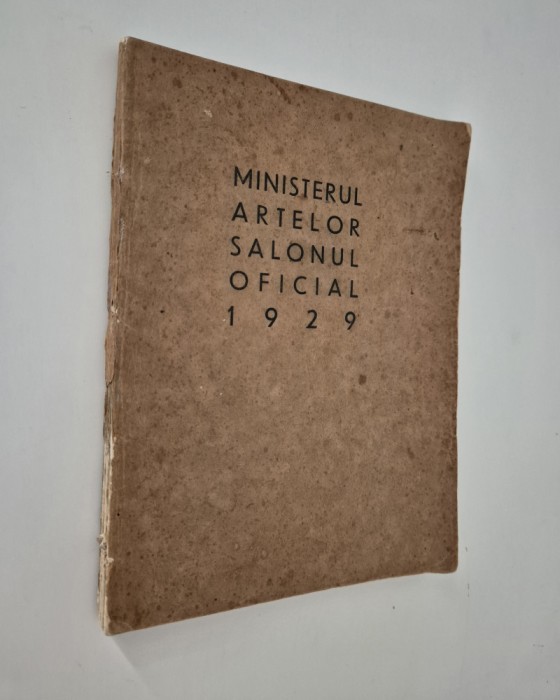 MINISTERUL
ARTELOR
SALONUL
OFICIAL
1929